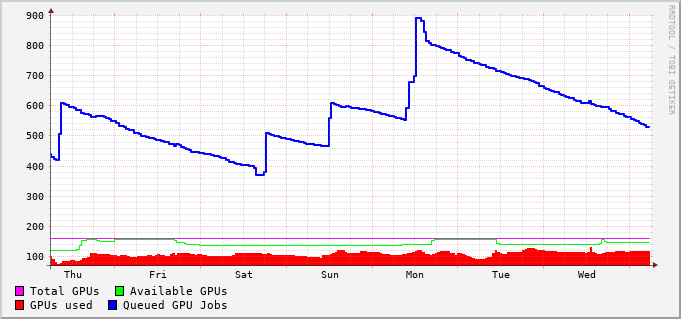 900
800
700
600
500
400
300
200
100
Thu Fri Sat Sun Mon Tue Wed
Total GPUs Available GPUs
GPUs used Queued GPU Jobs
RRDTOOL / TOBI OETIKER